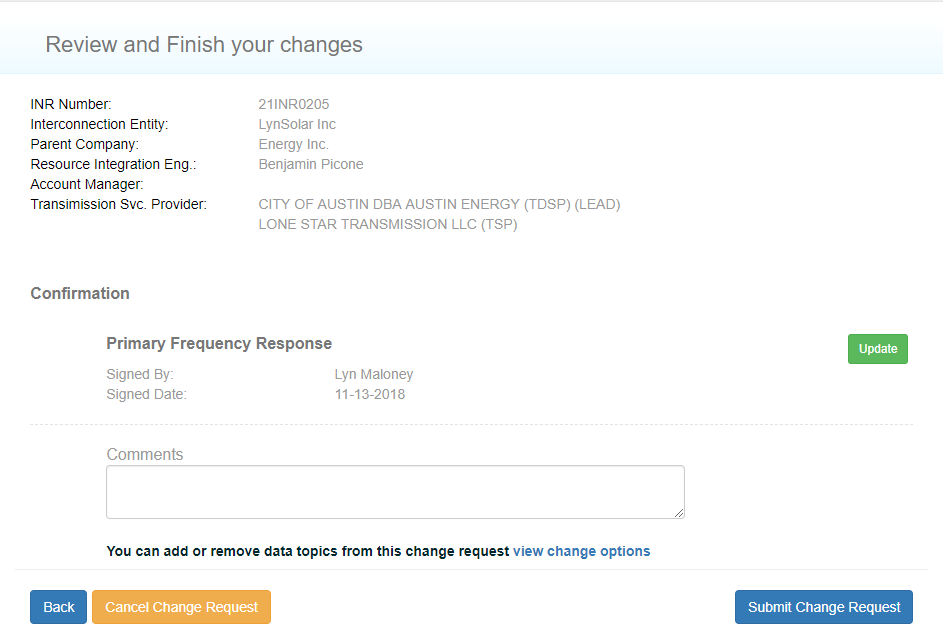 Review and Finish your changes
INR Number: 21INR0205
Interconnection Entity: LynSolar Inc
Parent Company: Energy Inc.
Resource Integration Eng.: Benjamin Picone
Account Manager:
Transimission Svc. Provider: CITY OF AUSTIN DBA AUSTIN ENERGY (TDSP) (LEAD)
LONE STAR TRANSMISSION LLC (TSP)
Confirmation
Primary Frequency Response Update
Signed By: Lyn Maloney
Signed Date: 11-13-2018
Comments
You can add or remove data topics from this change request view change options
Back Cancel Change Request Submit Change Request